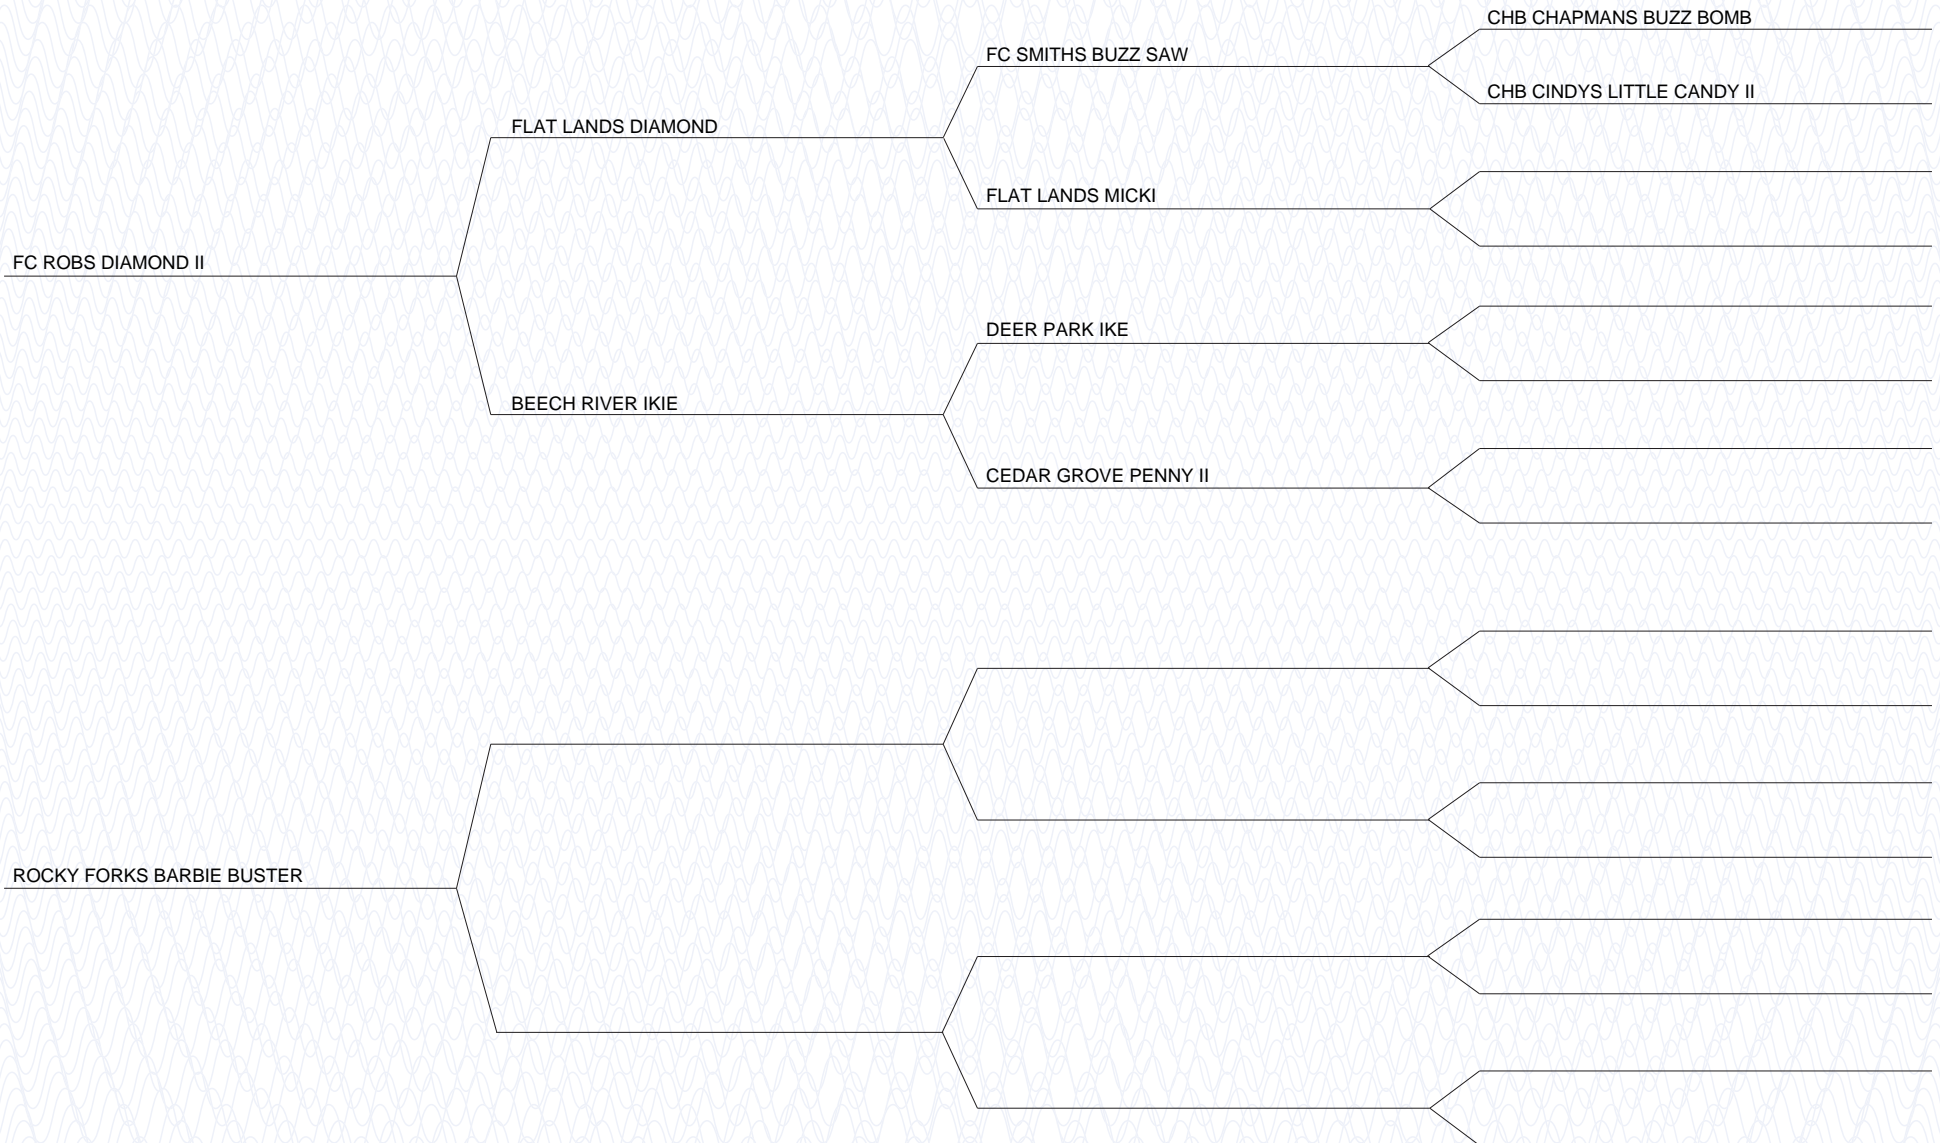 CHB CHAPMANS BUZZ BOMB
FC SMITHS BUZZ SAW
CHB CINDYS LITTLE CANDY II
FLAT LANDS DIAMOND
FLAT LANDS MICKI
FC ROBS DIAMOND II
DEER PARK IKE
BEECH RIVER IKIE
CEDAR GROVE PENNY II
ROCKY FORKS BARBIE BUSTER